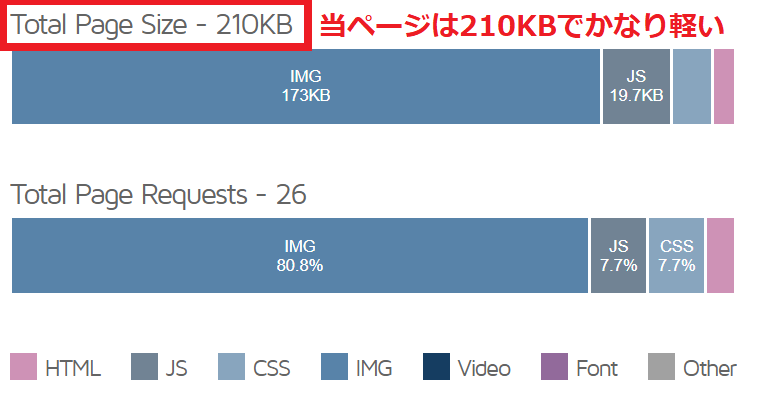 Total Page Size - 210KB 当ページは210KBでかなり軽い
IMG JS
173KB 19.7KB
Total Page Requests - 26
IMG JS CSS
80.8% 7.7% 7.7%
HTML JS CSS IMG Video Font Other